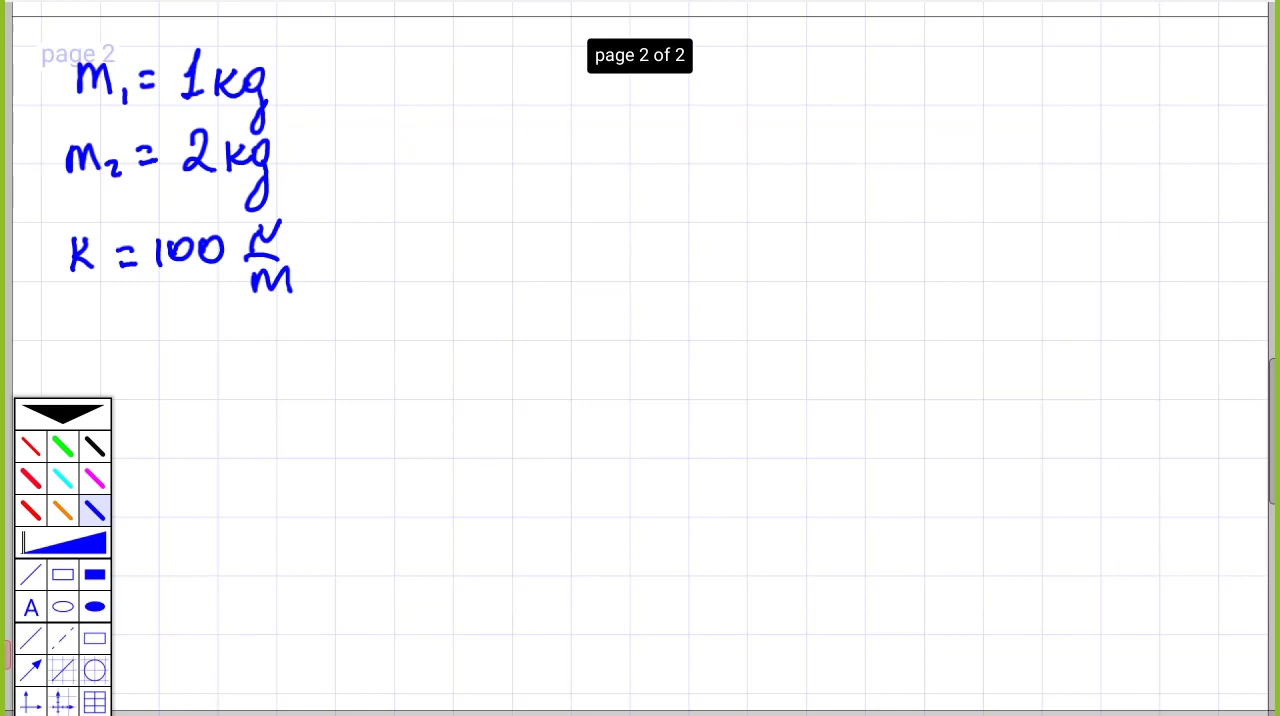 page 2
page 2 of 2
m₁ = 1 kg
m₂ = 2 kg
K = 100 N/m
A